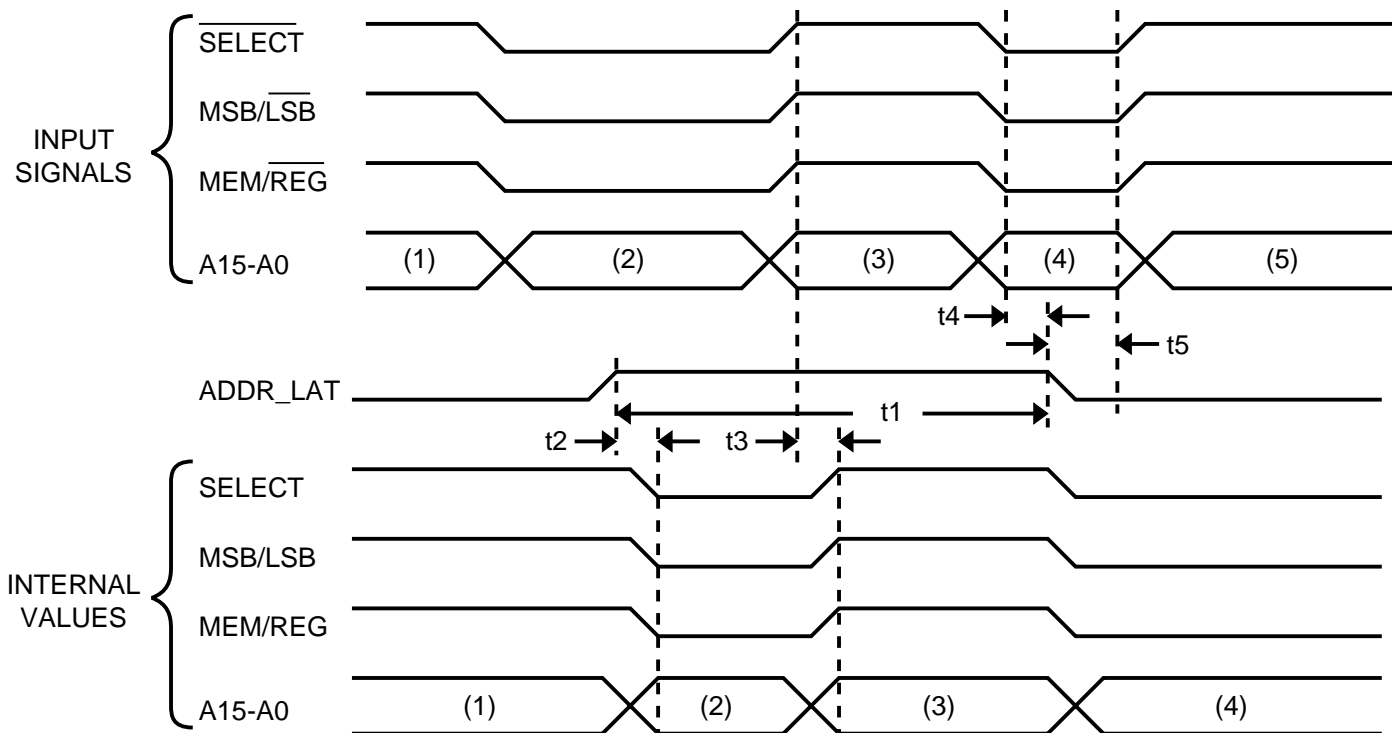 INPUT
SIGNALS
SELECT
MSB/LSB
MEM/REG
A15-A0
(1)
(2)
(3)
(4)
(5)
t4
t5
ADDR_LAT
t1
t2
t3
INTERNAL
VALUES
SELECT
MSB/LSB
MEM/REG
A15-A0
(1)
(2)
(3)
(4)